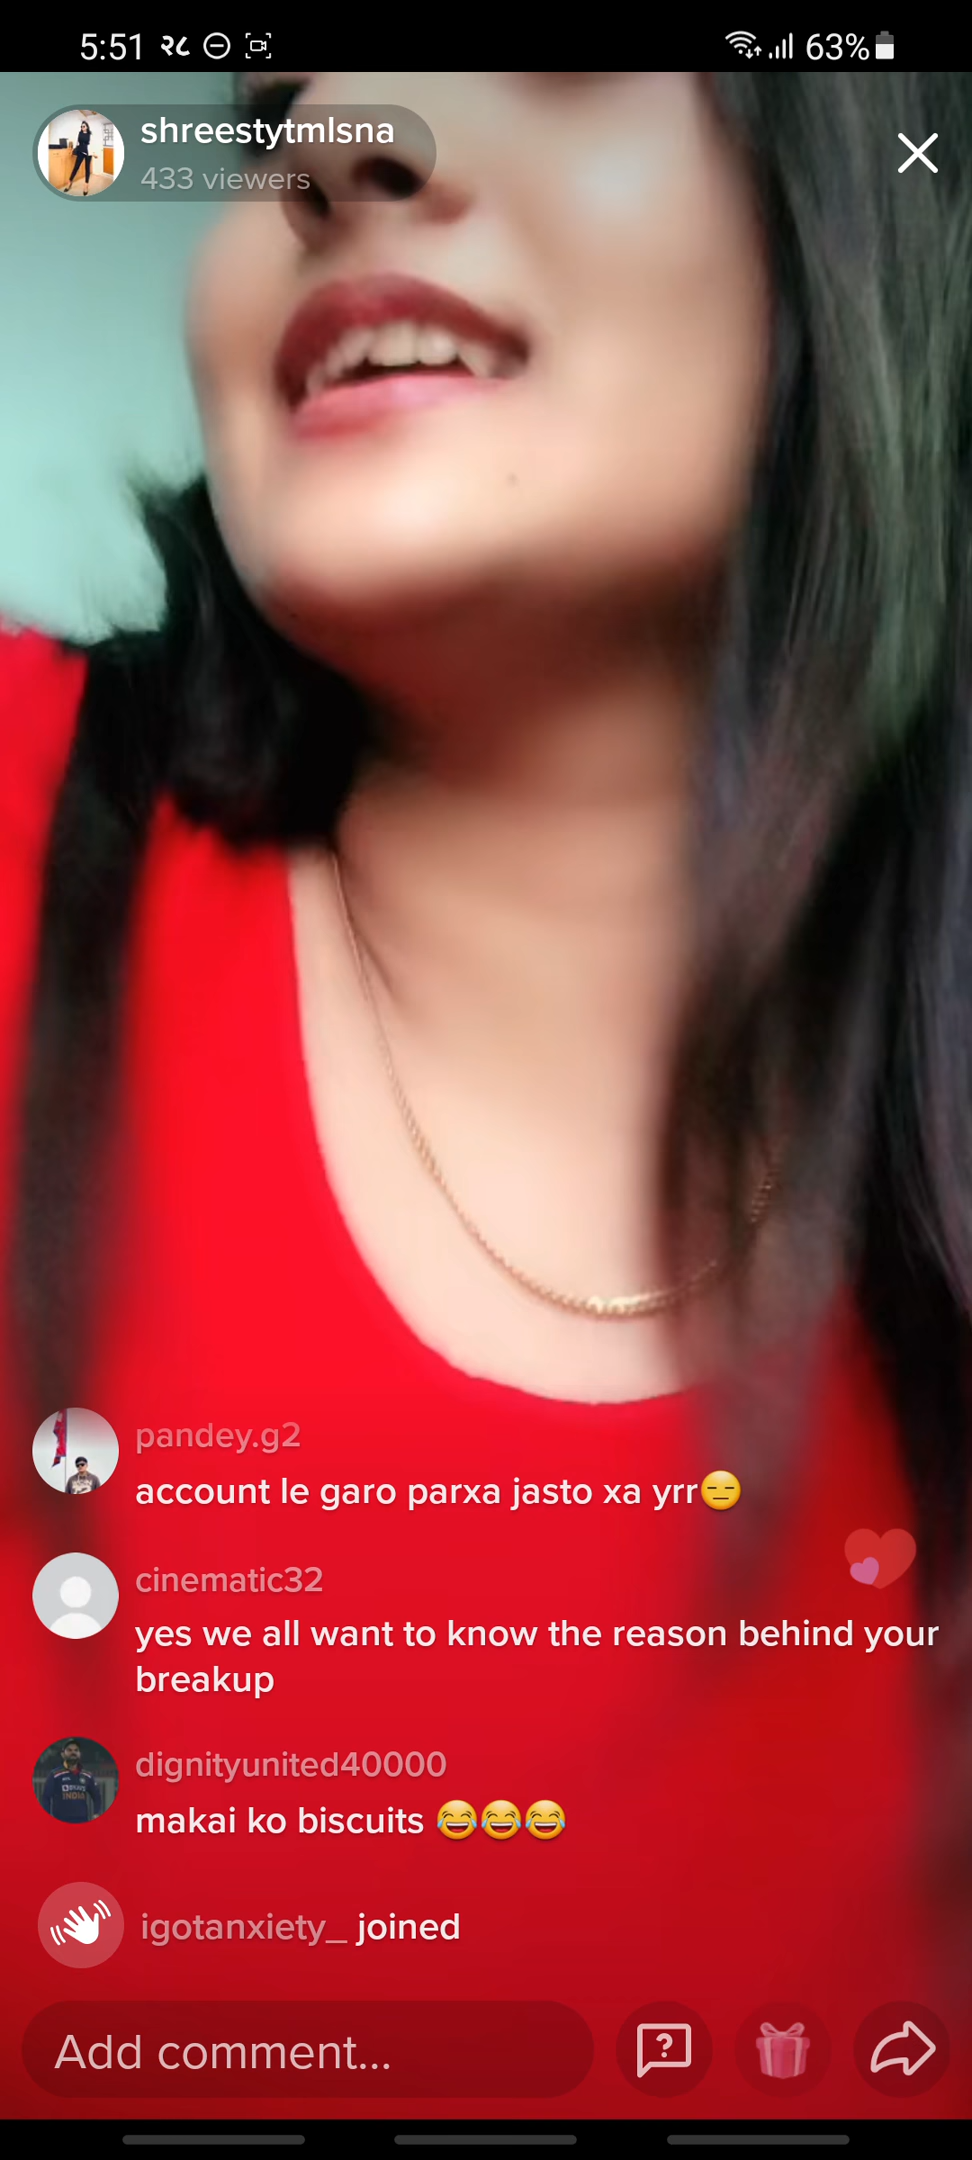 5:51 २८ 63%
shreestytmlsna
433 viewers
pandey.g2
account le garo parxa jasto xa yrr😑
cinematic32
yes we all want to know the reason behind your
breakup
dignityunited40000
makai ko biscuits 😂😂😂
igotanxiety_ joined
Add comment...